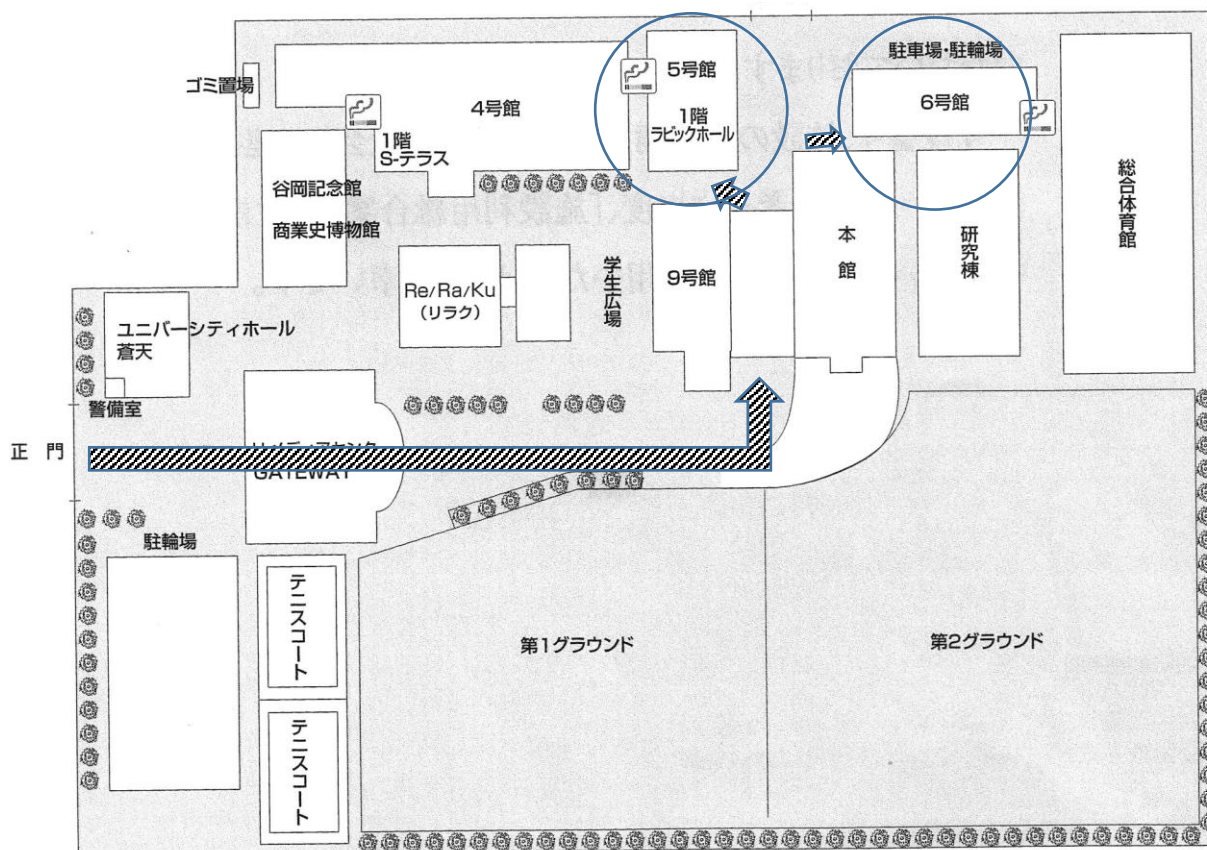 駐車場・駐輪場
5号館
ゴミ置場
4号館
1階
ラビックホール
6号館
1階
S-テラス
谷岡記念館
商業史博物館
総合体育館
本館
研究棟
学生広場
9号館
Re/Ra/Ku
(リラク)
ユニバーシティホール
蒼天
警備室
正門
GATEWAY
駐輪場
テニスコート
テニスコート
第1グラウンド
第2グラウンド